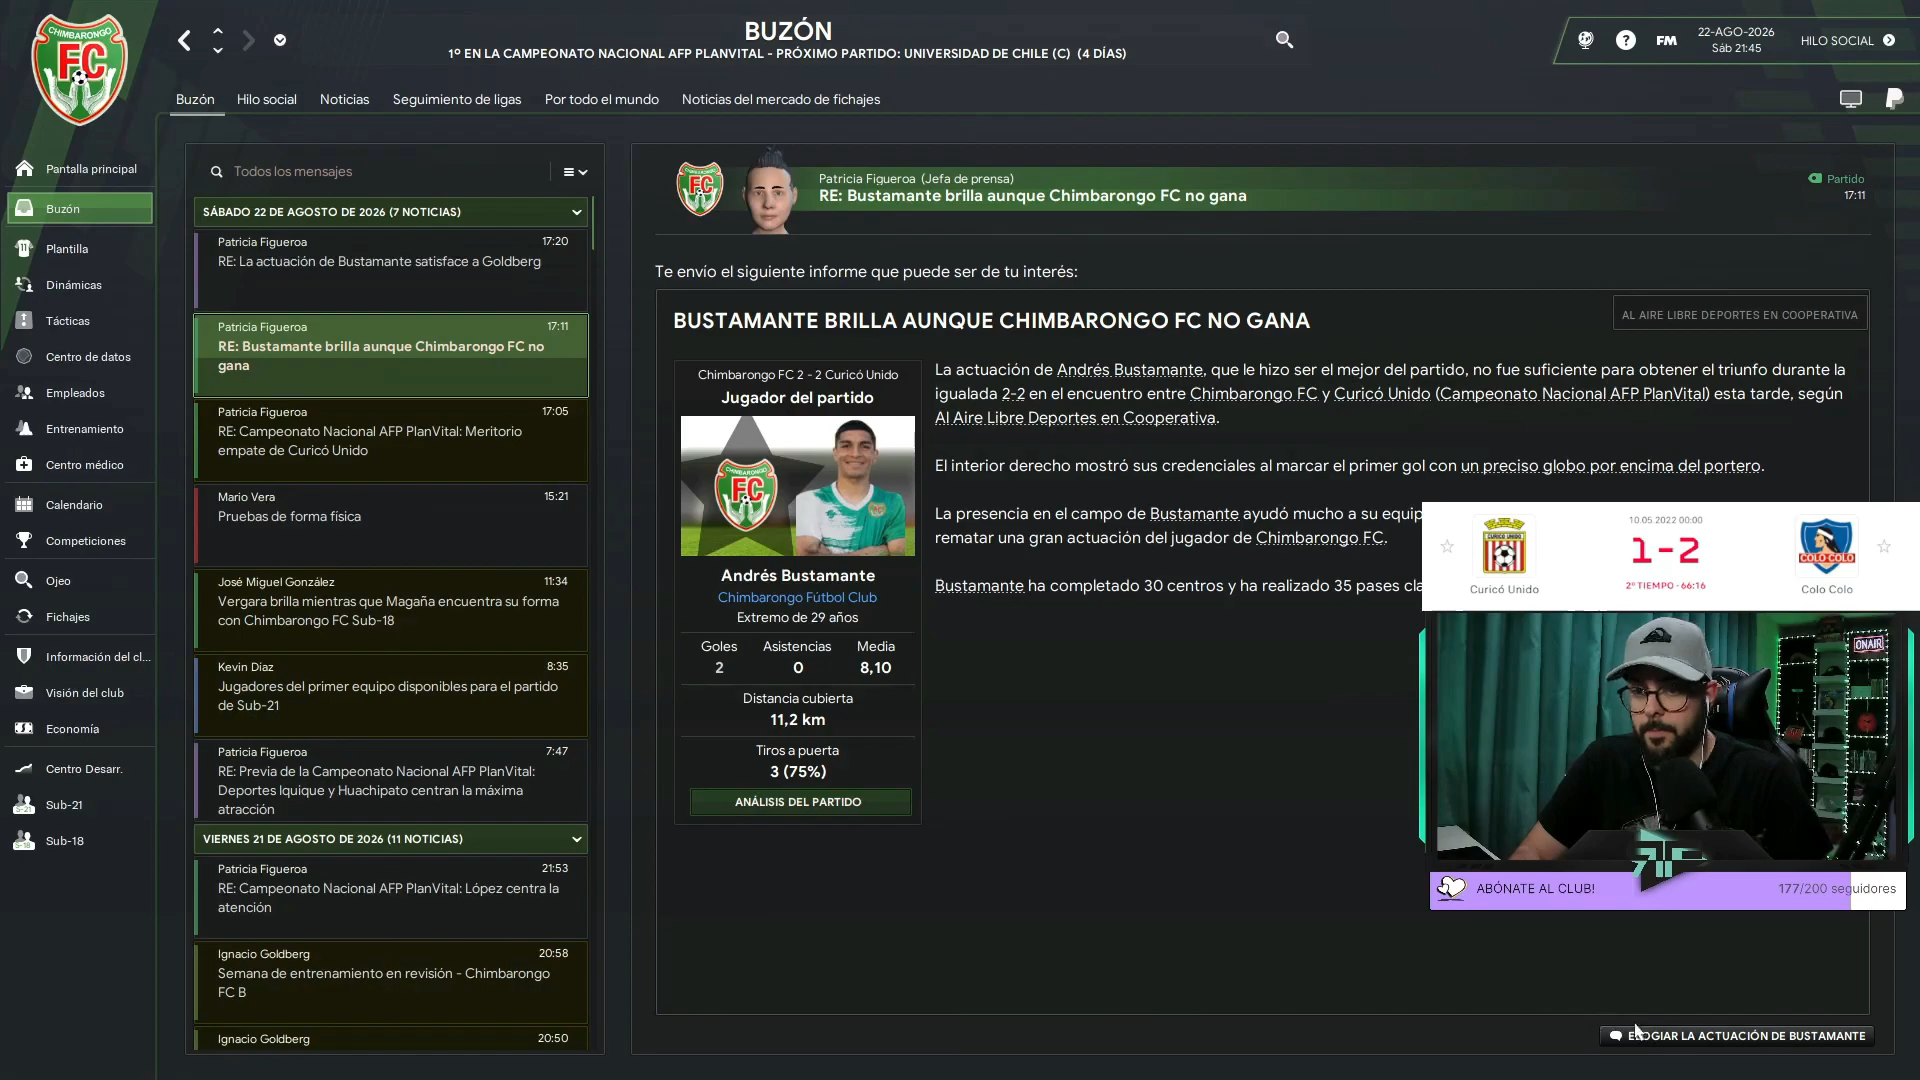 BUZÓN
1º EN LA CAMPEONATO NACIONAL AFP PLANVITAL - PRÓXIMO PARTIDO: UNIVERSIDAD DE CHILE (C) (4 DÍAS)
FM
22-AGO-2026
Sáb 21:45
HILO SOCIAL
CHIMBARONGO
FC
Buzón
Hilo social
Noticias
Seguimiento de ligas
Por todo el mundo
Noticias del mercado de fichajes
Pantalla principal
Buzón
Plantilla
Dinámicas
Tácticas
Centro de datos
Empleados
Entrenamiento
Centro médico
Calendario
Competiciones
Ojeo
Fichajes
Información del cl...
Visión del club
Economía
Centro Desarr.
Sub-21
Sub-18
Todos los mensajes
SÁBADO 22 DE AGOSTO DE 2026 (7 NOTICIAS)
Patricia Figueroa 17:20
RE: La actuación de Bustamante satisface a Goldberg
Patricia Figueroa 17:11
RE: Bustamante brilla aunque Chimbarongo FC no
gana
Patricia Figueroa 17:05
RE: Campeonato Nacional AFP PlanVital: Meritorio
empate de Curicó Unido
Mario Vera 15:21
Pruebas de forma física
José Miguel González 11:34
Vergara brilla mientras que Magaña encuentra su forma
con Chimbarongo FC Sub-18
Kevin Díaz 8:35
Jugadores del primer equipo disponibles para el partido
de Sub-21
Patricia Figueroa 7:47
RE: Previa de la Campeonato Nacional AFP PlanVital:
Deportes Iquique y Huachipato centran la máxima
atracción
VIERNES 21 DE AGOSTO DE 2026 (11 NOTICIAS)
Patricia Figueroa 21:53
RE: Campeonato Nacional AFP PlanVital: López centra la
atención
Ignacio Goldberg 20:58
Semana de entrenamiento en revisión - Chimbarongo
FC B
Ignacio Goldberg 20:50
Patricia Figueroa (Jefa de prensa)
RE: Bustamante brilla aunque Chimbarongo FC no gana
Partido
17:11
Te envío el siguiente informe que puede ser de tu interés:
BUSTAMANTE BRILLA AUNQUE CHIMBARONGO FC NO GANA
AL AIRE LIBRE DEPORTES EN COOPERATIVA
Chimbarongo FC 2 - 2 Curicó Unido
Jugador del partido
Andrés Bustamante
Chimbarongo Fútbol Club
Extremo de 29 años
Goles Asistencias Media
2 0 8,10
Distancia cubierta
11,2 km
Tiros a puerta
3 (75%)
ANÁLISIS DEL PARTIDO
La actuación de Andrés Bustamante, que le hizo ser el mejor del partido, no fue suficiente para obtener el triunfo durante la
igualada 2-2 en el encuentro entre Chimbarongo FC y Curicó Unido (Campeonato Nacional AFP PlanVital) esta tarde, según
Al Aire Libre Deportes en Cooperativa.
El interior derecho mostró sus credenciales al marcar el primer gol con un preciso globo por encima del portero.
La presencia en el campo de Bustamante ayudó mucho a su equip
rematar una gran actuación del jugador de Chimbarongo FC.
Bustamante ha completado 30 centros y ha realizado 35 pases cla
10.05.2022 00:00
1-2
2º TIEMPO - 66:16
CURICO UNIDO
Curicó Unido
COLO COLO
Colo Colo
ONAIR
ABÓNATE AL CLUB!
177/200 seguidores
ELOGIAR LA ACTUACIÓN DE BUSTAMANTE